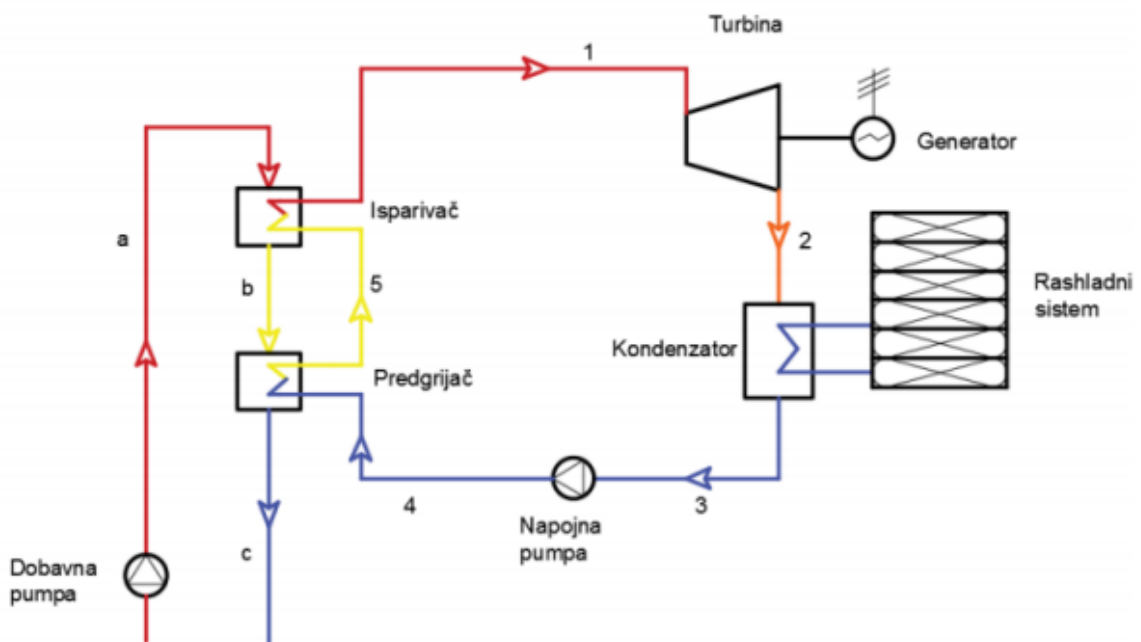 Turbina
1
Generator
Isparivač
a
2
b
5
Rashladni
sistem
Kondenzator
Predgrijač
4
3
Napojna
pumpa
c
Dobavna
pumpa